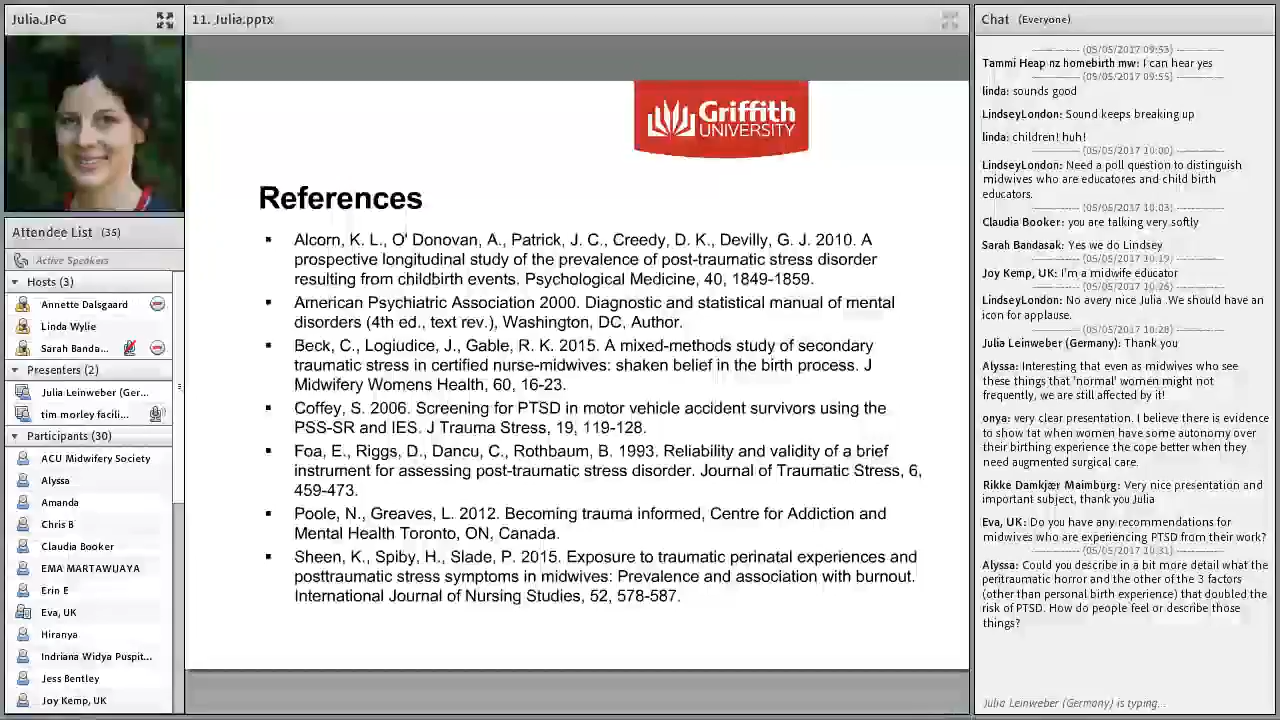 Julia.JPG
Attendee List (35)
Active Speakers
Hosts (3)
Annette Dalsgaard
Linda Wylie
Sarah Banda...
Presenters (2)
Julia Leinweber (Ger...
tim morley facili...
Participants (30)
ACU Midwifery Society
Alyssa
Amanda
Chris B
Claudia Booker
EMA MARTAWIJAYA
Erin E
Eva, UK
Hiranya
Indriana Widya Puspit...
Jess Bentley
Joy Kemp, UK
11. Julia.pptx
Griffith
UNIVERSITY
References
▪ Alcorn, K. L., O' Donovan, A., Patrick, J. C., Creedy, D. K., Devilly, G. J. 2010. A
prospective longitudinal study of the prevalence of post-traumatic stress disorder
resulting from childbirth events. Psychological Medicine, 40, 1849-1859.
▪ American Psychiatric Association 2000. Diagnostic and statistical manual of mental
disorders (4th ed., text rev.), Washington, DC, Author.
▪ Beck, C., Logiudice, J., Gable, R. K. 2015. A mixed-methods study of secondary
traumatic stress in certified nurse-midwives: shaken belief in the birth process. J
Midwifery Womens Health, 60, 16-23.
▪ Coffey, S. 2006. Screening for PTSD in motor vehicle accident survivors using the
PSS-SR and IES. J Trauma Stress, 19, 119-128.
▪ Foa, E., Riggs, D., Dancu, C., Rothbaum, B. 1993. Reliability and validity of a brief
instrument for assessing post-traumatic stress disorder. Journal of Traumatic Stress, 6,
459-473.
▪ Poole, N., Greaves, L. 2012. Becoming trauma informed, Centre for Addiction and
Mental Health Toronto, ON, Canada.
▪ Sheen, K., Spiby, H., Slade, P. 2015. Exposure to traumatic perinatal experiences and
posttraumatic stress symptoms in midwives: Prevalence and association with burnout.
International Journal of Nursing Studies, 52, 578-587.
Chat (Everyone)
(05/05/2017 09:53)
Tammi Heap nz homebirth mw: I can hear yes
(05/05/2017 09:55)
linda: sounds good
LindseyLondon: Sound keeps breaking up
linda: children! huh!
(05/05/2017 10:00)
LindseyLondon: Need a poll question to distinguish
midwives who are educatores and child birth
educators.
(05/05/2017 10:03)
Claudia Booker: you are talking very softly
Sarah Bandasak: Yes we do Lindsey
(05/05/2017 10:19)
Joy Kemp, UK: I'm a midwife educator
(05/05/2017 10:26)
LindseyLondon: No avery nice Julia .We should have an
icon for applause.
(05/05/2017 10:28)
Julia Leinweber (Germany): Thank you
Alyssa: Interesting that even as midwives who see
these things that 'normal' women might not
frequently, we are still affected by it!
onya: very clear presentation. I believe there is evidence
to show tat when women have some autonomy over
their birthing experience the cope better when they
need augmented surgical care.
Rikke Damkjær Maimburg: Very nice presentation and
important subject, thank you Julia
Eva, UK: Do you have any recommendations for
midwives who are experiencing PTSD from their work?
(05/05/2017 10:31)
Alyssa: Could you describe in a bit more detail what the
peritraumatic horror and the other of the 3 factors
(other than personal birth experience) that doubled the
risk of PTSD. How do people feel or describe those
things?
Julia Leinweber (Germany) is typing...